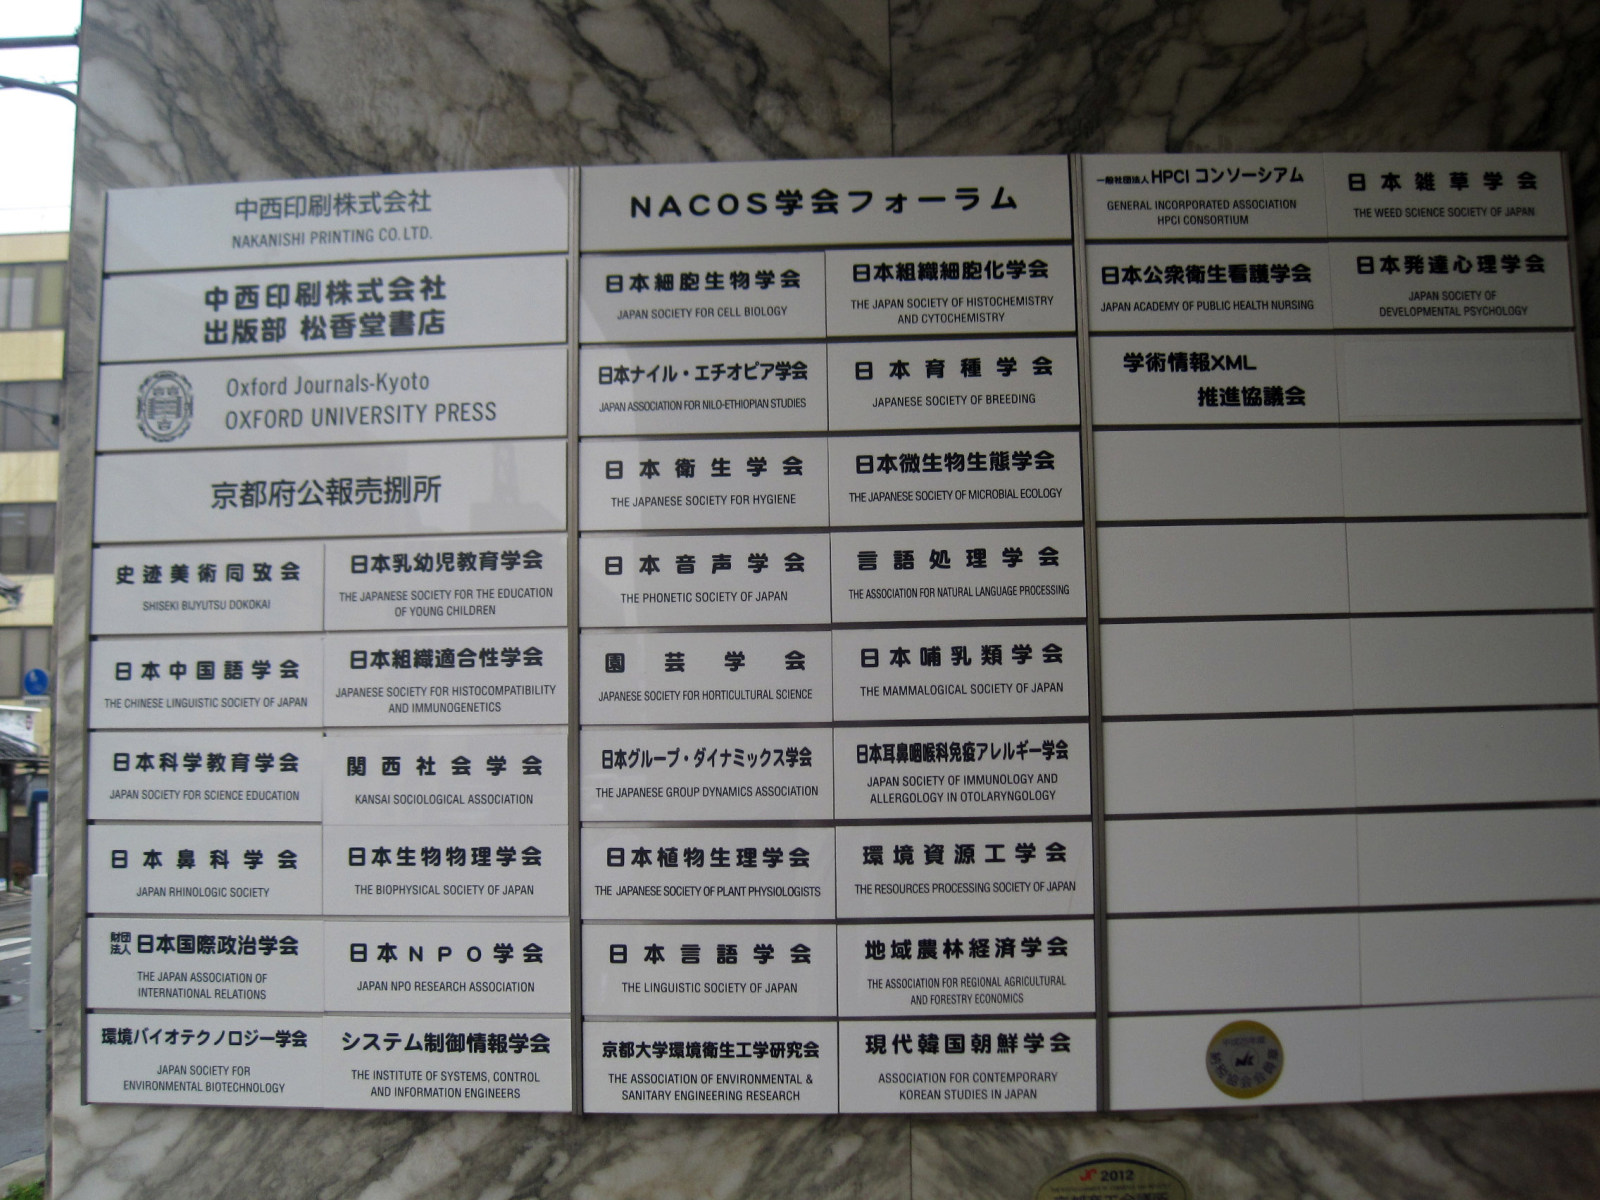 中西印刷株式会社
NAKANISHI PRINTING CO. LTD.
中西印刷株式会社
出版部 松香堂書店
Oxford Journals-Kyoto
OXFORD UNIVERSITY PRESS
京都府公報売捌所
史迹美術同攷会
SHISEKI BIJYUTSU DOKOKAI
日本乳幼児教育学会
THE JAPANESE SOCIETY FOR THE EDUCATION
OF YOUNG CHILDREN
日本中国語学会
THE CHINESE LINGUISTIC SOCIETY OF JAPAN
日本組織適合性学会
JAPANESE SOCIETY FOR HISTOCOMPATIBILITY
AND IMMUNOGENETICS
日本科学教育学会
JAPAN SOCIETY FOR SCIENCE EDUCATION
関西社会学会
KANSAI SOCIOLOGICAL ASSOCIATION
日本鼻科学会
JAPAN RHINOLOGIC SOCIETY
日本生物物理学会
THE BIOPHYSICAL SOCIETY OF JAPAN
財団法人 日本国際政治学会
THE JAPAN ASSOCIATION OF
INTERNATIONAL RELATIONS
日本NPO学会
JAPAN NPO RESEARCH ASSOCIATION
環境バイオテクノロジー学会
JAPAN SOCIETY FOR
ENVIRONMENTAL BIOTECHNOLOGY
システム制御情報学会
THE INSTITUTE OF SYSTEMS, CONTROL
AND INFORMATION ENGINEERS
NACOS学会フォーラム
日本細胞生物学会
JAPAN SOCIETY FOR CELL BIOLOGY
日本組織細胞化学会
THE JAPAN SOCIETY OF HISTOCHEMISTRY
AND CYTOCHEMISTRY
日本ナイル・エチオピア学会
JAPAN ASSOCIATION FOR NILO-ETHIOPIAN STUDIES
日本育種学会
JAPANESE SOCIETY OF BREEDING
日本衛生学会
THE JAPANESE SOCIETY FOR HYGIENE
日本微生物生態学会
THE JAPANESE SOCIETY OF MICROBIAL ECOLOGY
日本音声学会
THE PHONETIC SOCIETY OF JAPAN
言語処理学会
THE ASSOCIATION FOR NATURAL LANGUAGE PROCESSING
園芸学会
JAPANESE SOCIETY FOR HORTICULTURAL SCIENCE
日本哺乳類学会
THE MAMMALOGICAL SOCIETY OF JAPAN
日本グループ・ダイナミックス学会
THE JAPANESE GROUP DYNAMICS ASSOCIATION
日本耳鼻咽喉科免疫アレルギー学会
JAPAN SOCIETY OF IMMUNOLOGY AND
ALLERGOLOGY IN OTOLARYNGOLOGY
日本植物生理学会
THE JAPANESE SOCIETY OF PLANT PHYSIOLOGISTS
環境資源工学会
THE RESOURCES PROCESSING SOCIETY OF JAPAN
日本言語学会
THE LINGUISTIC SOCIETY OF JAPAN
地域農林経済学会
THE ASSOCIATION FOR REGIONAL AGRICULTURAL
AND FORESTRY ECONOMICS
京都大学環境衛生工学研究会
THE ASSOCIATION OF ENVIRONMENTAL &
SANITARY ENGINEERING RESEARCH
現代韓国朝鮮学会
ASSOCIATION FOR CONTEMPORARY
KOREAN STUDIES IN JAPAN
一般社団法人HPCIコンソーシアム
GENERAL INCORPORATED ASSOCIATION
HPCI CONSORTIUM
日本雑草学会
THE WEED SCIENCE SOCIETY OF JAPAN
日本公衆衛生看護学会
JAPAN ACADEMY OF PUBLIC HEALTH NURSING
日本発達心理学会
JAPAN SOCIETY OF
DEVELOPMENTAL PSYCHOLOGY
学術情報XML
推進協議会
2012